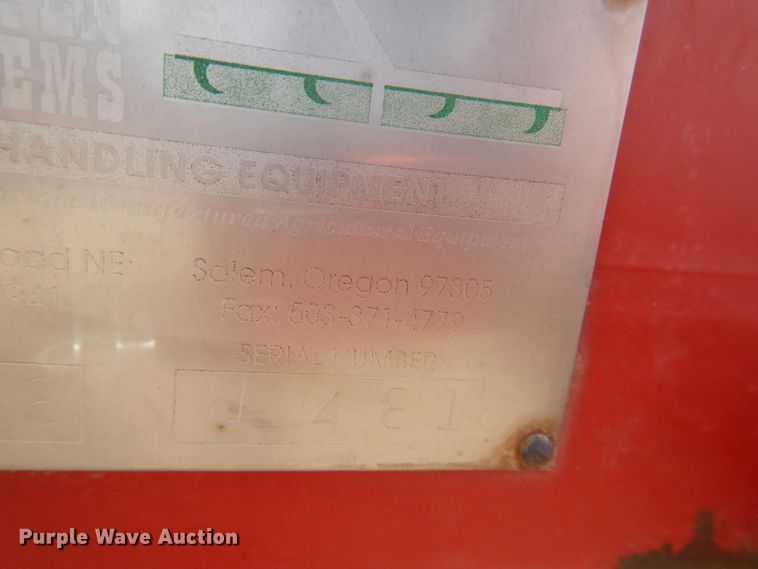 EMS
HANDLING EQUIPMENT
Manufactured Agricultural Equipment
oad NE
Salem, Oregon 97305
Fax: 503-371-4779
SERIAL NUMBER
1481
Purple Wave Auction